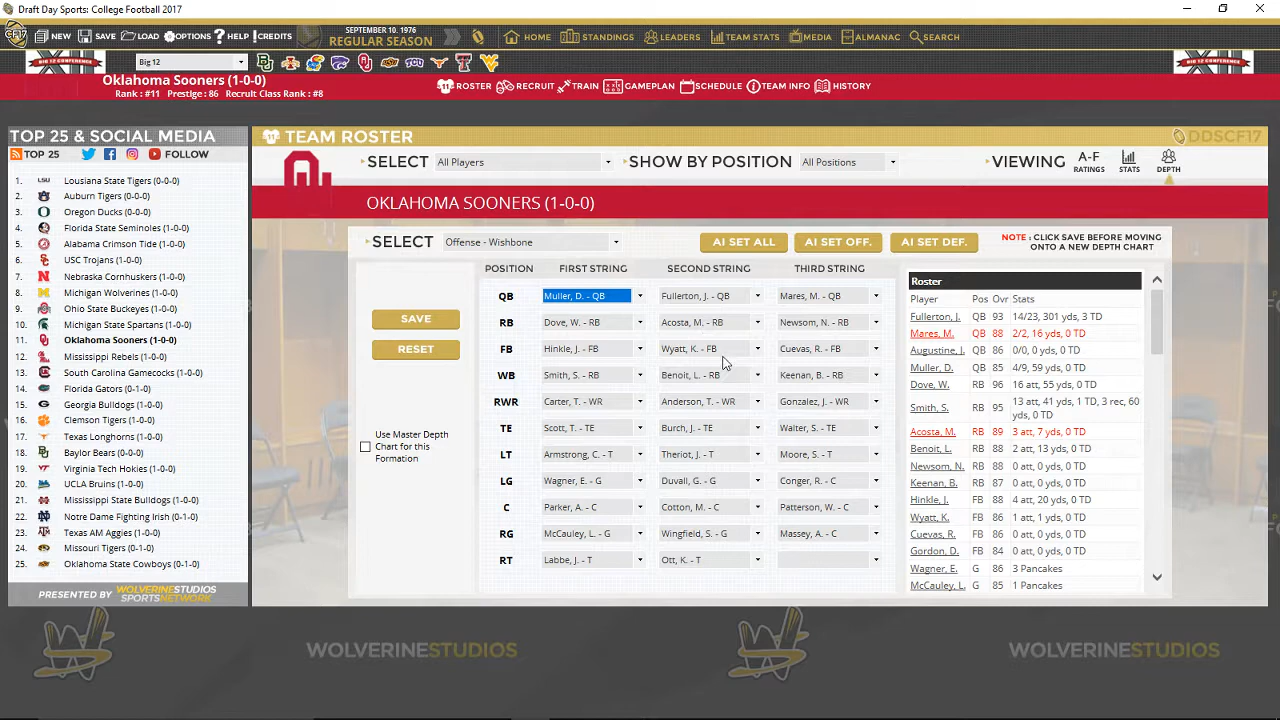 Draft Day Sports: College Football 2017
CF17 NEW SAVE LOAD OPTIONS HELP CREDITS
SEPTEMBER 10, 1976
REGULAR SEASON
HOME STANDINGS LEADERS TEAM STATS MEDIA ALMANAC SEARCH
BIG 12 CONFERENCE Big 12 BIG 12 CONFERENCE
Oklahoma Sooners (1-0-0)
Rank : #11 Prestige : 86 Recruit Class Rank : #8
ROSTER RECRUIT TRAIN GAMEPLAN SCHEDULE TEAM INFO HISTORY
TOP 25 & SOCIAL MEDIA
TOP 25 FOLLOW
1. Lousiana State Tigers (0-0-0)
2. Auburn Tigers (0-0-0)
3. Oregon Ducks (0-0-0)
4. Florida State Seminoles (1-0-0)
5. Alabama Crimson Tide (1-0-0)
6. USC Trojans (1-0-0)
7. Nebraska Cornhuskers (1-0-0)
8. Michigan Wolverines (1-0-0)
9. Ohio State Buckeyes (1-0-0)
10. Michigan State Spartans (1-0-0)
11. Oklahoma Sooners (1-0-0)
12. Mississippi Rebels (1-0-0)
13. South Carolina Gamecocks (1-0-0)
14. Florida Gators (0-1-0)
15. Georgia Bulldogs (1-0-0)
16. Clemson Tigers (1-0-0)
17. Texas Longhorns (1-0-0)
18. Baylor Bears (0-0-0)
19. Virginia Tech Hokies (1-0-0)
20. UCLA Bruins (1-0-0)
21. Mississippi State Bulldogs (1-0-0)
22. Notre Dame Fighting Irish (0-1-0)
23. Texas AM Aggies (1-0-0)
24. Missouri Tigers (0-1-0)
25. Oklahoma State Cowboys (0-1-0)
PRESENTED BY WOLVERINESTUDIOS
SPORTSNETWORK
TEAM ROSTER DDSCF17
SELECT All Players SHOW BY POSITION All Positions VIEWING A-F RATINGS STATS DEPTH
OKLAHOMA SOONERS (1-0-0)
SELECT Offense - Wishbone AI SET ALL AI SET OFF. AI SET DEF.
NOTE : CLICK SAVE BEFORE MOVING
ONTO A NEW DEPTH CHART
SAVE
RESET
Use Master Depth
Chart for this
Formation
POSITION FIRST STRING SECOND STRING THIRD STRING
QB Muller, D. - QB Fullerton, J. - QB Mares, M. - QB
RB Dove, W. - RB Acosta, M. - RB Newsom, N. - RB
FB Hinkle, J. - FB Wyatt, K. - FB Cuevas, R. - FB
WB Smith, S. - RB Benoit, L. - RB Keenan, B. - RB
RWR Carter, T. - WR Anderson, T. - WR Gonzalez, J. - WR
TE Scott, T. - TE Burch, J. - TE Walter, S. - TE
LT Armstrong, C. - T Theriot, J. - T Moore, S. - T
LG Wagner, E. - G Duvall, G. - G Conger, R. - C
C Parker, A. - C Cotton, M. - C Patterson, W. - C
RG McCauley, L. - G Wingfield, S. - G Massey, A. - C
RT Labbe, J. - T Ott, K. - T
Roster
Player Pos Ovr Stats
Fullerton, J. QB 93 14/23, 301 yds, 3 TD
Mares, M. QB 88 2/2, 16 yds, 0 TD
Augustine, J. QB 86 0/0, 0 yds, 0 TD
Muller, D. QB 85 4/9, 59 yds, 0 TD
Dove, W. RB 96 16 att, 55 yds, 0 TD
Smith, S. RB 95 13 att, 41 yds, 1 TD, 3 rec, 60
yds, 0 TD
Acosta, M. RB 89 3 att, 7 yds, 0 TD
Benoit, L. RB 88 2 att, 13 yds, 0 TD
Newsom, N. RB 88 0 att, 0 yds, 0 TD
Keenan, B. RB 87 0 att, 0 yds, 0 TD
Hinkle, J. FB 88 4 att, 20 yds, 0 TD
Wyatt, K. FB 86 1 att, 1 yds, 0 TD
Cuevas, R. FB 86 0 att, 0 yds, 0 TD
Gordon, D. FB 84 0 att, 0 yds, 0 TD
Wagner, E. G 86 3 Pancakes
McCauley, L. G 85 1 Pancakes
WOLVERINESTUDIOS WOLVERINESTUDIOS